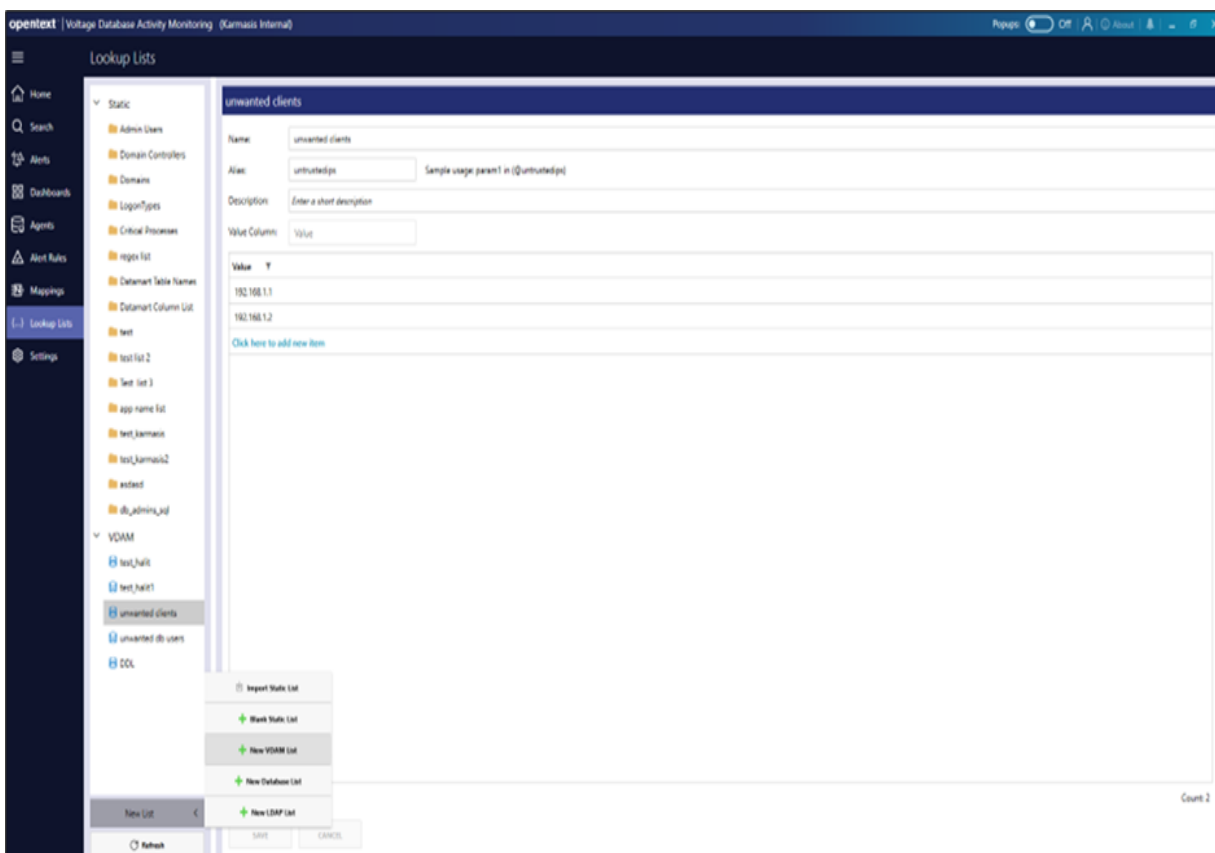 opentext | Voltage Database Activity Monitoring (Karmasis Internal)
Popups: Off About
Lookup Lists
Home
Search
Alerts
Dashboards
Agents
Alert Rules
Mappings
{...} Lookup Lists
Settings
Static
Admin Users
Domain Controllers
Domains
LogonTypes
Critical Processes
regex list
Datamart Table Names
Datamart Column List
test
test list 2
Test list 3
app name list
test_karmasis
test_karmasis2
asdasd
db_admins_sql
VDAM
test_halit
test_halit1
unwanted clients
unwanted db users
DDL
New List
Refresh
Import Static List
Blank Static List
New VDAM List
New Database List
New LDAP List
unwanted clients
Name: unwanted clients
Alias: untrustedips Sample usage: param1 in (@untrustedips)
Description: Enter a short description
Value Column: Value
Value
192.168.1.1
192.168.1.2
Click here to add new item
Count: 2
SAVE CANCEL